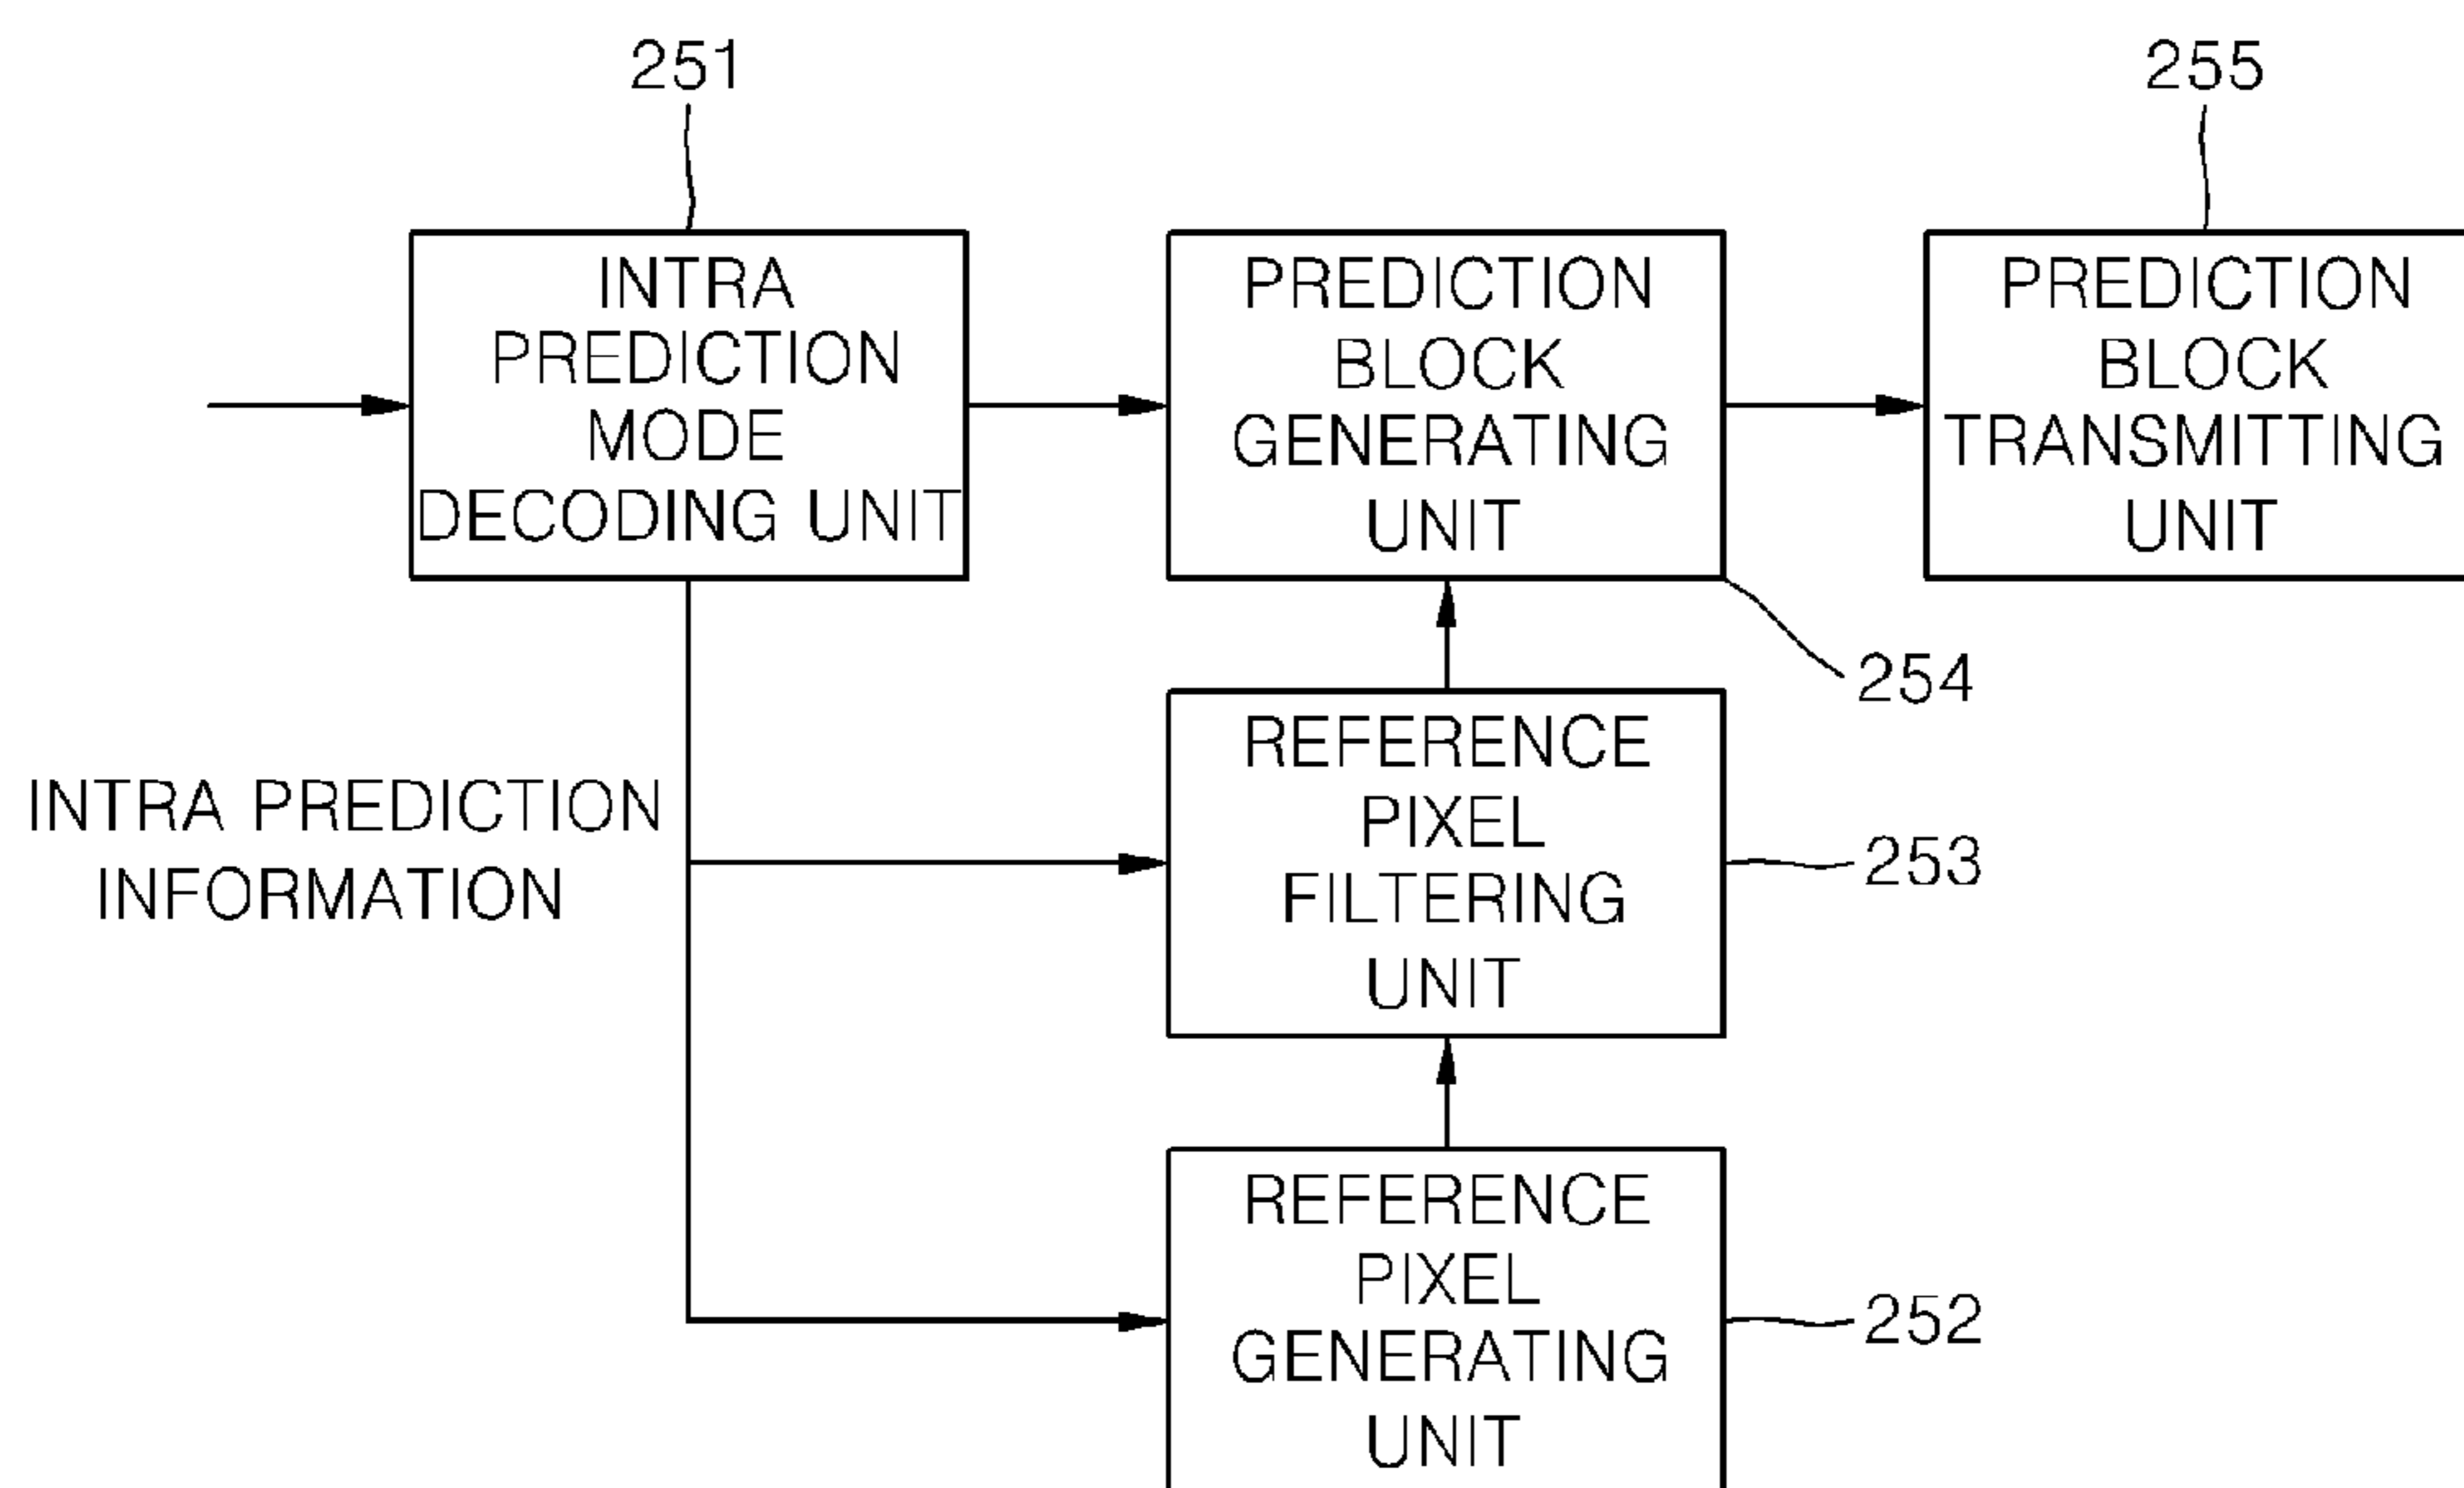 251
255
INTRA
PREDICTION
MODE
DECODING UNIT
PREDICTION
BLOCK
GENERATING
UNIT
PREDICTION
BLOCK
TRANSMITTING
UNIT
254
INTRA PREDICTION
INFORMATION
REFERENCE
PIXEL
FILTERING
UNIT
253
REFERENCE
PIXEL
GENERATING
UNIT
252